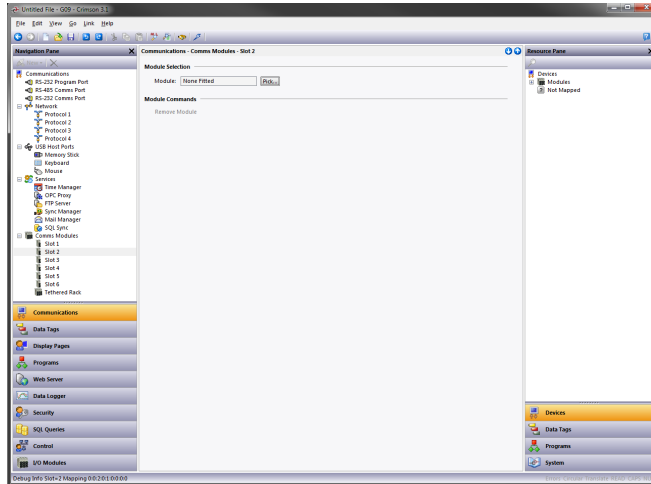 Untitled File - G09 - Crimson 3.1
File Edit View Go Link Help
Navigation Pane
Communications
RS-232 Program Port
RS-485 Comms Port
RS-232 Comms Port
Network
Protocol 1
Protocol 2
Protocol 3
Protocol 4
USB Host Ports
Memory Stick
Keyboard
Mouse
Services
Time Manager
OPC Proxy
FTP Server
Sync Manager
Mail Manager
SQL Sync
Comms Modules
Slot 1
Slot 2
Slot 3
Slot 4
Slot 5
Slot 6
Tethered Rack
Communications
Data Tags
Display Pages
Programs
Web Server
Data Logger
Security
SQL Queries
Control
I/O Modules
Communications - Comms Modules - Slot 2
Module Selection
Module: None Fitted Pick...
Module Commands
Remove Module
Resource Pane
Devices
Modules
Not Mapped
Devices
Data Tags
Programs
System
Debug Info Slot=2 Mapping 0:0:2:0:1:0:0:0:0
Errors Circular Translate READ CAPS